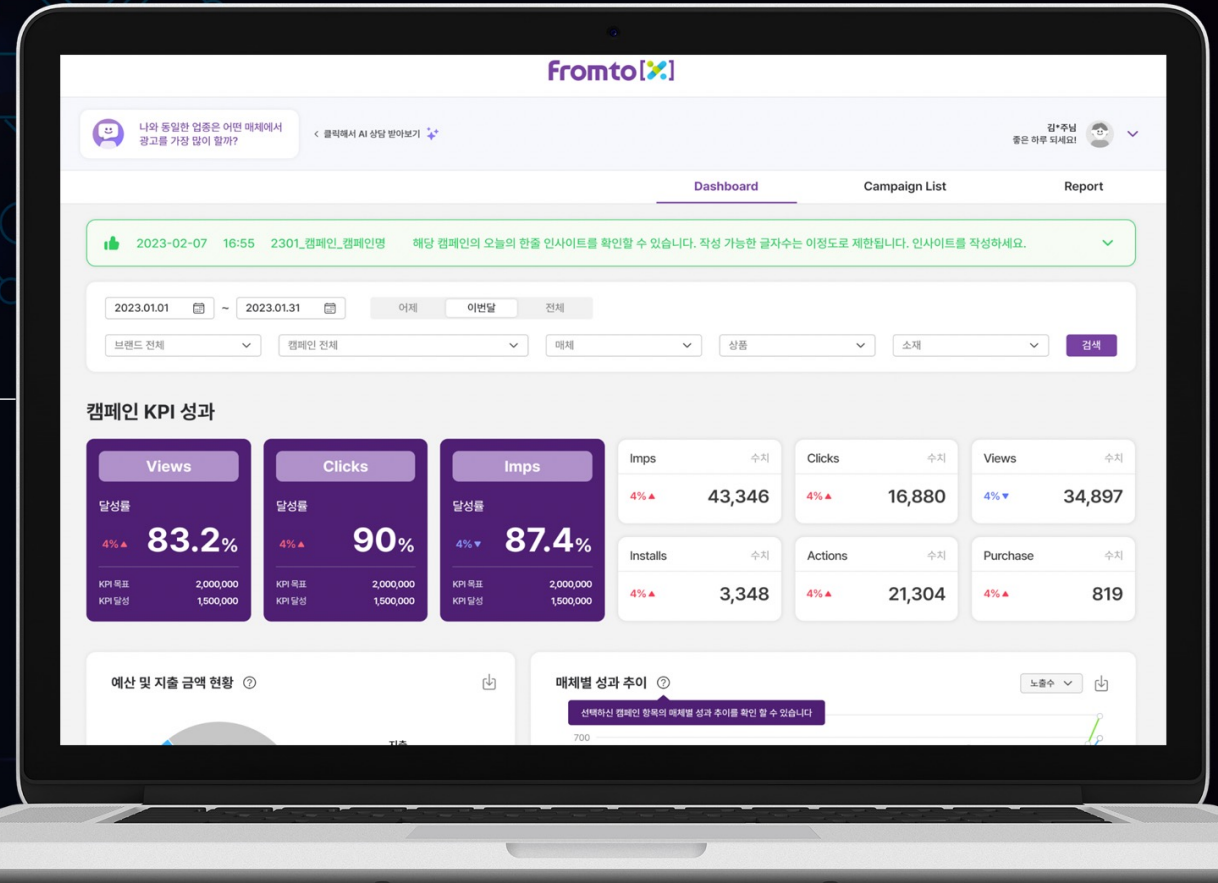 Fromto[X]
나와 동일한 업종은 어떤 매체에서
광고를 가장 많이 할까?
< 클릭해서 AI 상담 받아보기
김*주님
좋은 하루 되세요!
Dashboard
Campaign List
Report
2023-02-07 16:55 2301_캠페인_캠페인명 해당 캠페인의 오늘의 한줄 인사이트를 확인할 수 있습니다. 작성 가능한 글자수는 이정도로 제한됩니다. 인사이트를 작성하세요.
2023.01.01 ~ 2023.01.31 어제 이번달 전체
브랜드 전체 캠페인 전체 매체 상품 소재 검색
캠페인 KPI 성과
Views
달성률
4%▲ 83.2%
KPI 목표 2,000,000
KPI 달성 1,500,000
Clicks
달성률
4%▲ 90%
KPI 목표 2,000,000
KPI 달성 1,500,000
Imps
달성률
4%▼ 87.4%
KPI 목표 2,000,000
KPI 달성 1,500,000
Imps 수치
4%▲ 43,346
Clicks 수치
4%▲ 16,880
Views 수치
4%▼ 34,897
Installs 수치
4%▲ 3,348
Actions 수치
4%▲ 21,304
Purchase 수치
4%▲ 819
예산 및 지출 금액 현황 ?
지출
매체별 성과 추이 ?
노출수
선택하신 캠페인 항목의 매체별 성과 추이를 확인 할 수 있습니다
700